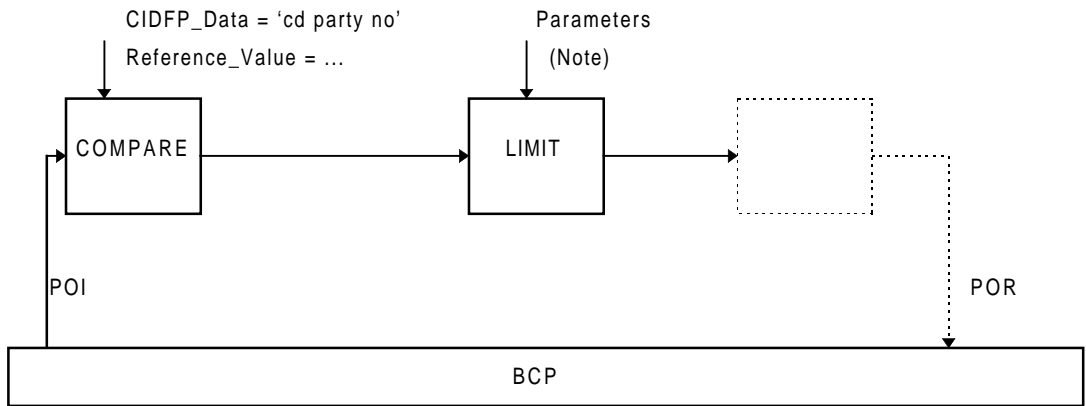 CIDFP_Data = ‘cd party no’
Reference_Value = ...
Parameters
(Note)
COMPARE
LIMIT
POI
POR
BCP